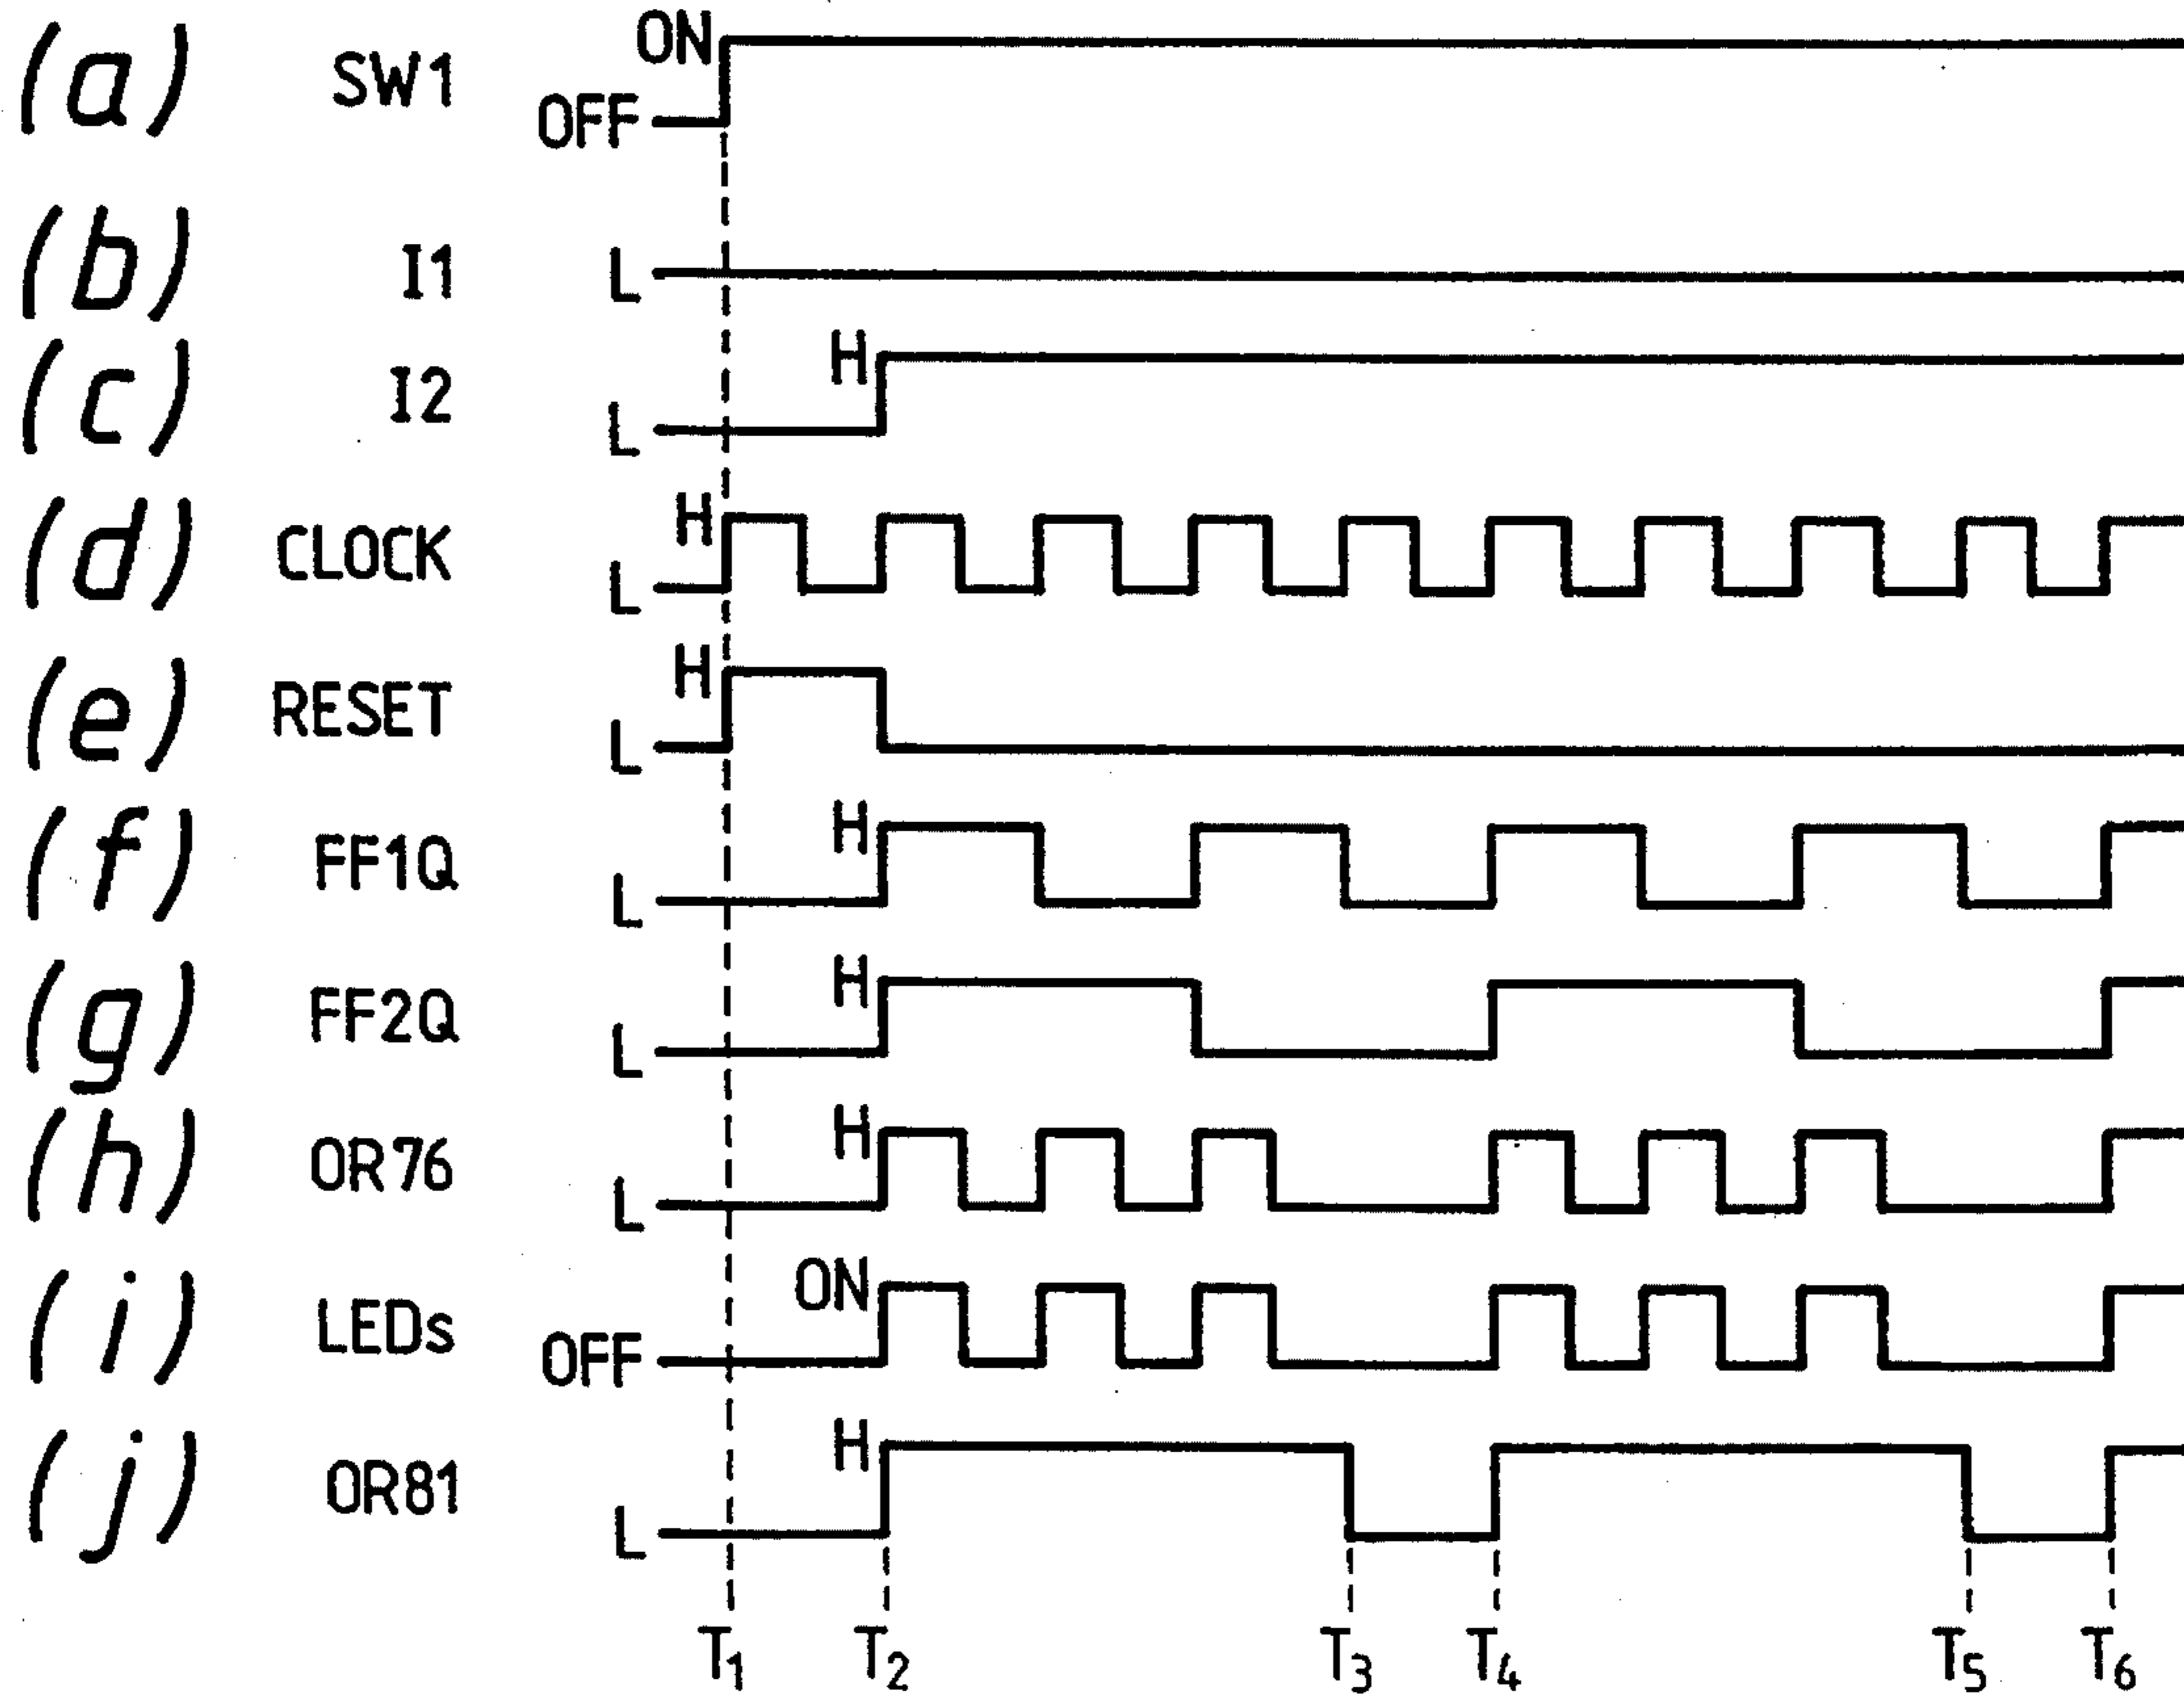 (a) SW1 ON OFF
(b) I1 L
(c) I2 H L
(d) CLOCK H L
(e) RESET H L
(f) FF1Q H L
(g) FF2Q H L
(h) OR76 H L
(i) LEDs ON OFF
(j) OR81 H L
T1 T2 T3 T4 T5 T6